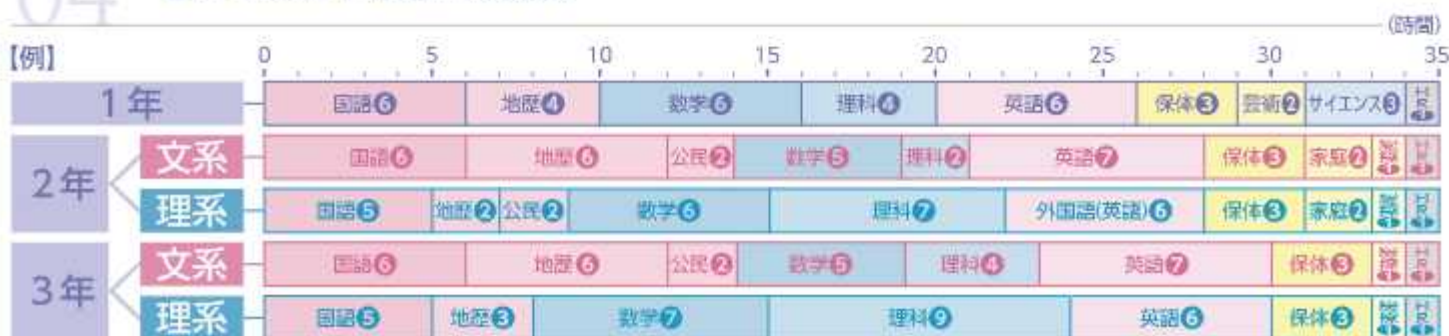 04
(時間)
【例】 0 5 10 15 20 25 30 35
1年 国語❻ 地歴❹ 数学❻ 理科❹ 英語❻ 保体❸ 芸術❷ サイエンス❸
2年
文系 国語❻ 地歴❻ 公民❷ 数学❺ 理科❷ 英語❼ 保体❸ 家庭❷
理系 国語❺ 地歴❷ 公民❷ 数学❻ 理科❼ 外国語(英語)❻ 保体❸ 家庭❷
3年
文系 国語❻ 地歴❻ 公民❷ 数学❺ 理科❹ 英語❼ 保体❸
理系 国語❺ 地歴❸ 数学❼ 理科❾ 英語❻ 保体❸